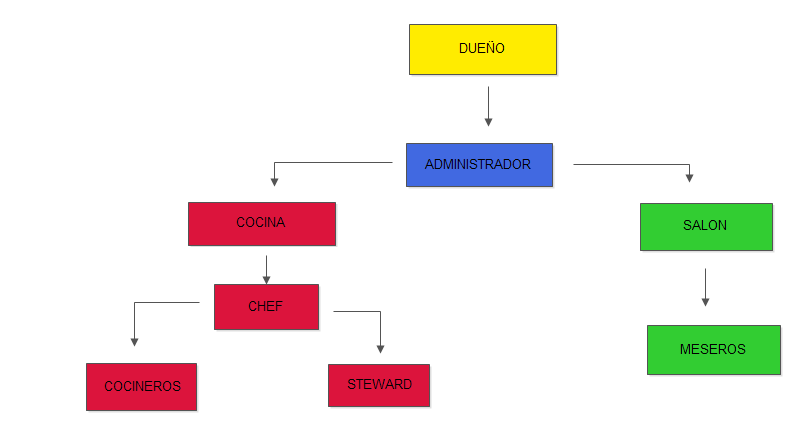 DUEÑO
ADMINISTRADOR
COCINA
SALON
CHEF
MESEROS
COCINEROS
STEWARD